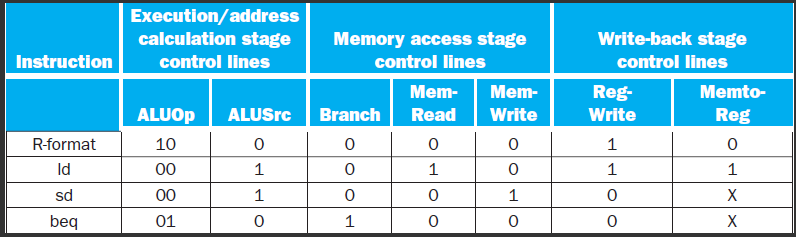 Instruction Execution/address calculation stage control lines Memory access stage control lines Write-back stage control lines
ALUOp ALUSrc Branch Mem-Read Mem-Write Reg-Write Memto-Reg
R-format 10 0 0 0 0 1 0
ld 00 1 0 1 0 1 1
sd 00 1 0 0 1 0 X
beq 01 0 1 0 0 0 X